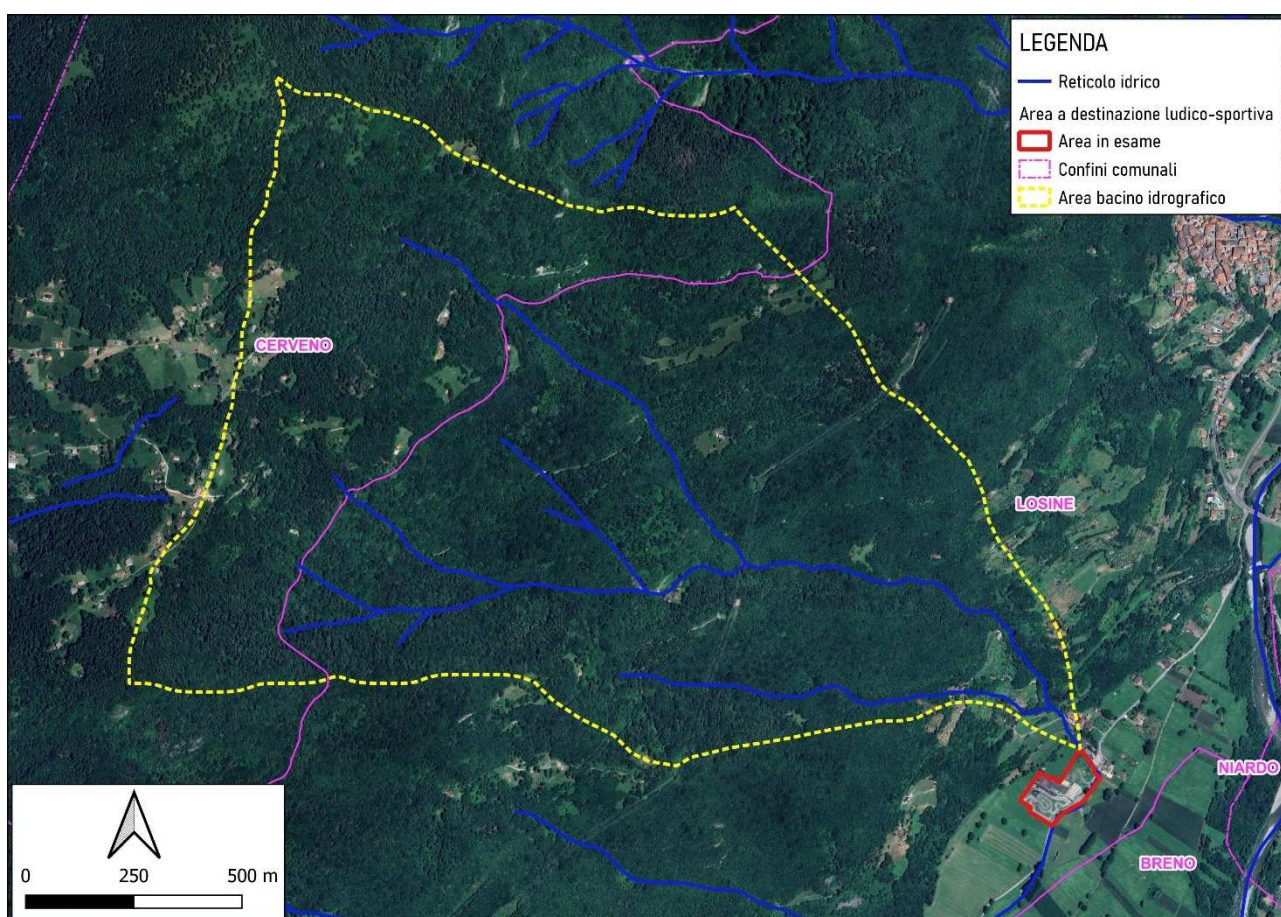 LEGENDA
Reticolo idrico
Area a destinazione ludico-sportiva
Area in esame
Confini comunali
Area bacino idrografico
CERVENO
LOSINE
NIARDO
BRENO
0 250 500 m